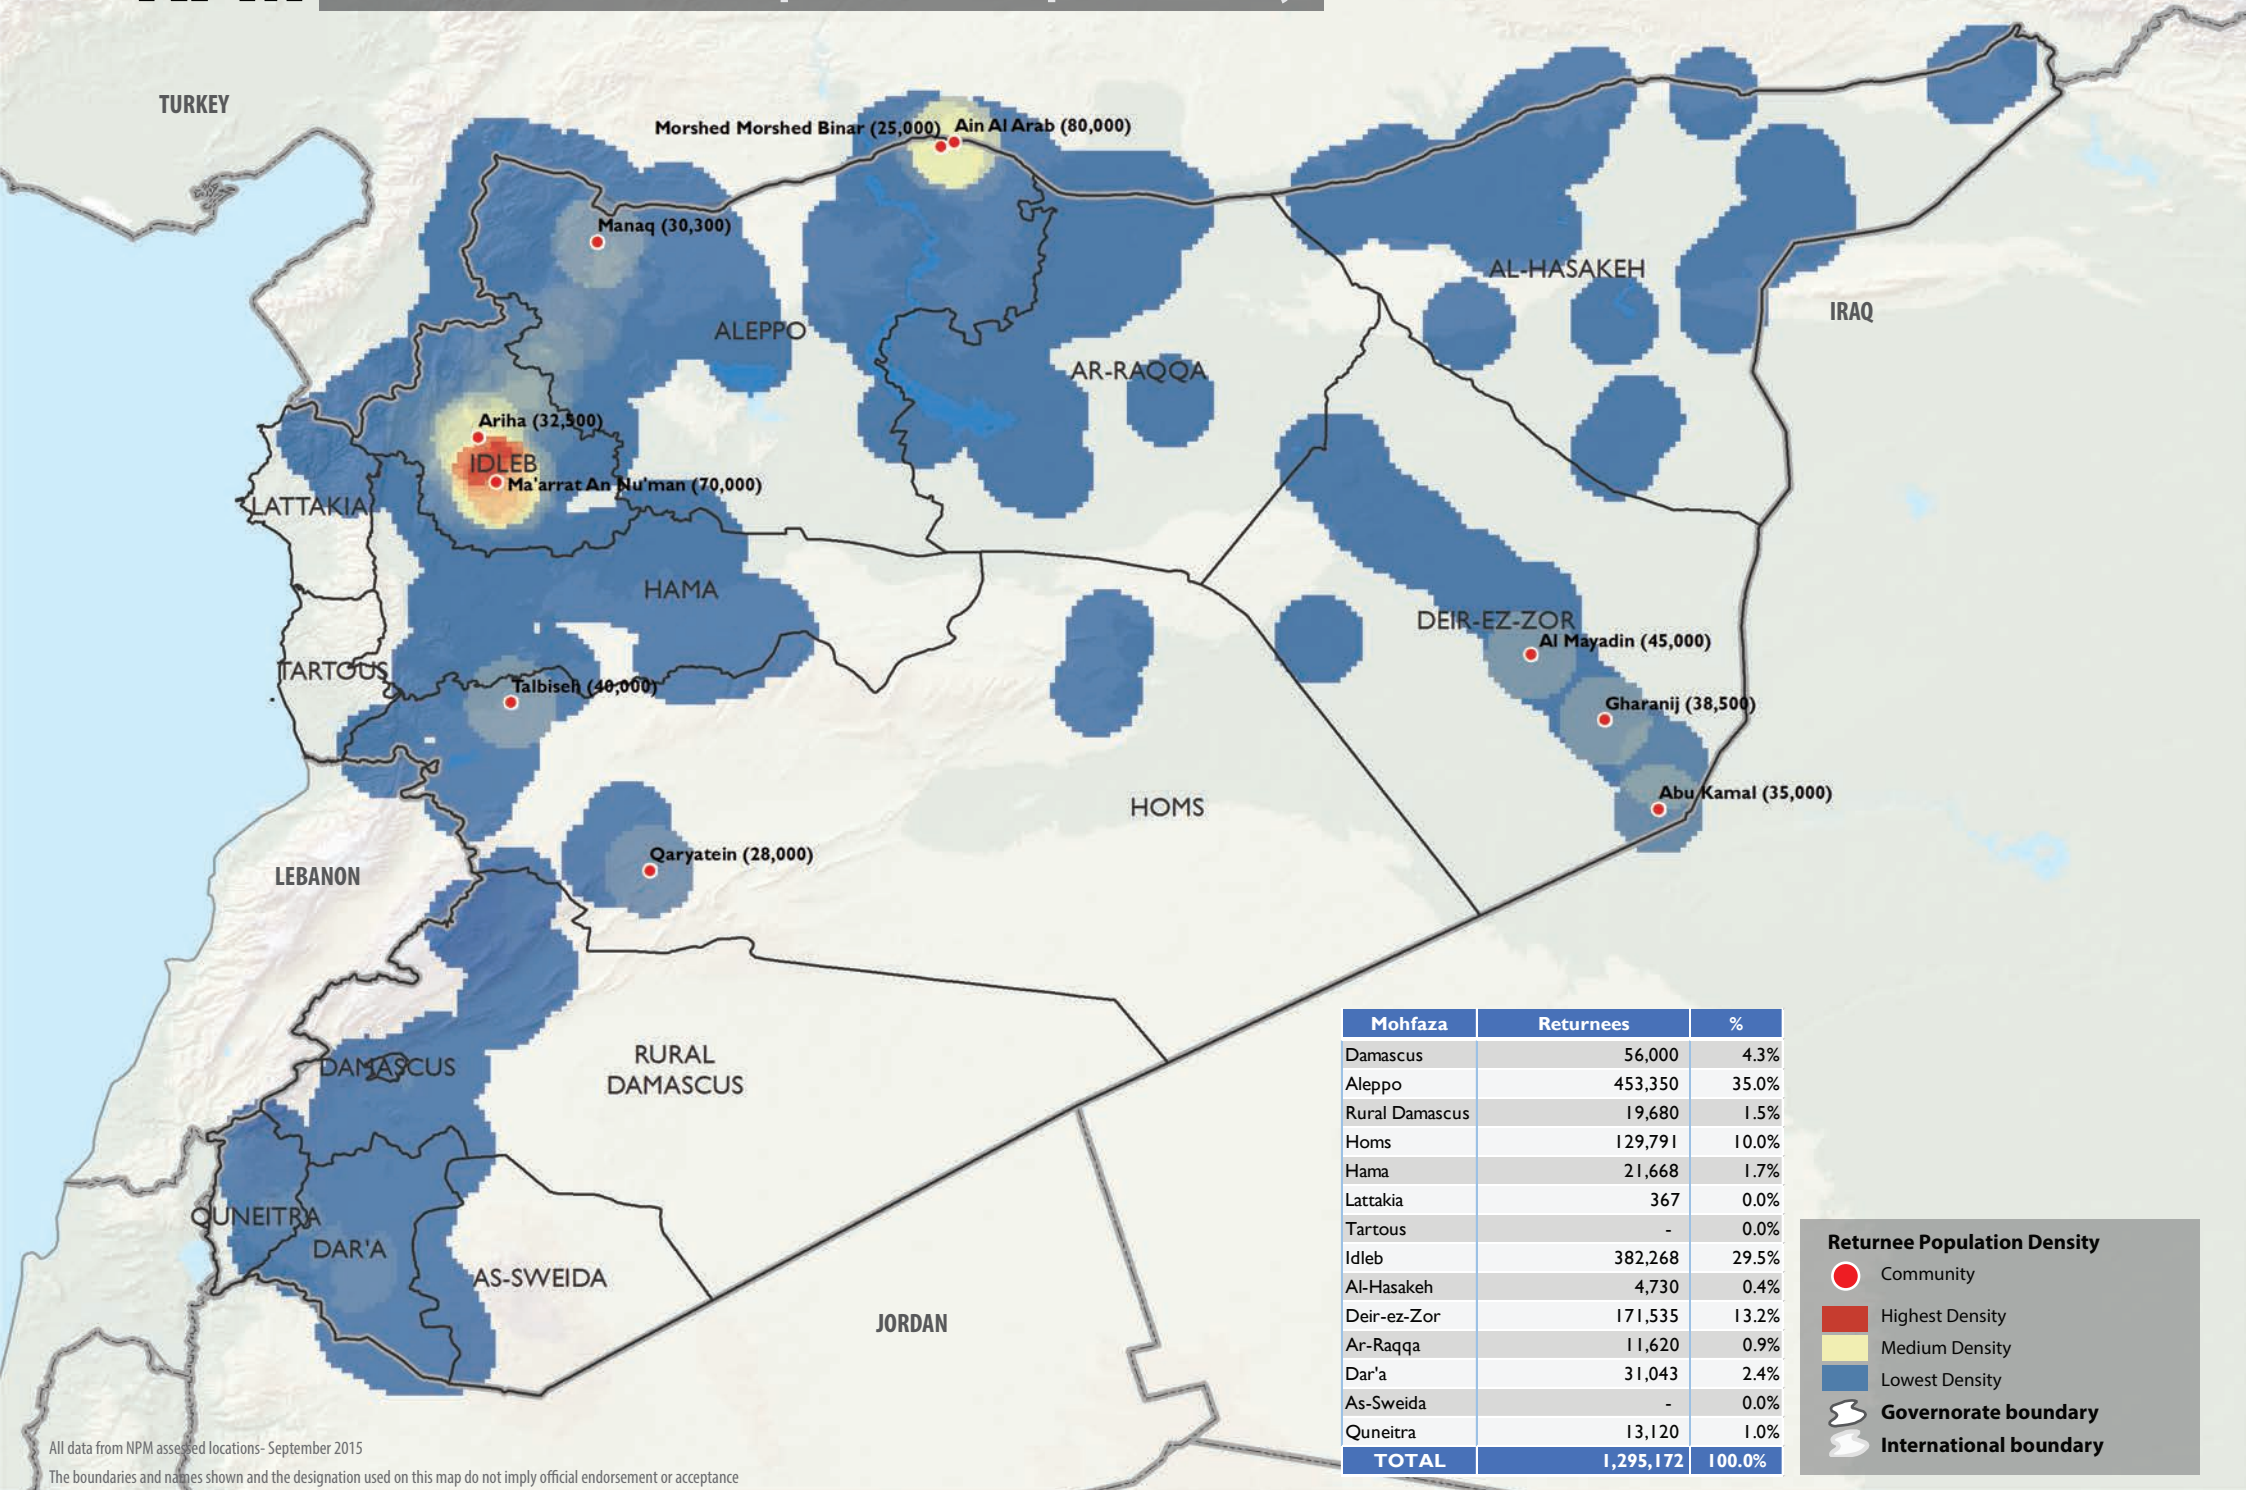 TURKEY
Morshed Morshed Binar (25,000)
Ain Al Arab (80,000)
Manaq (30,300)
AL-HASAKEH
IRAQ
ALEPPO
AR-RAQQA
Ariha (32,500)
IDLEB
Ma'arrat An Nu'man (70,000)
LATTAKIA
HAMA
DEIR-EZ-ZOR
Al Mayadin (45,000)
TARTOUS
Talbiseh (40,000)
Gharanij (38,500)
Abu Kamal (35,000)
HOMS
Qaryatein (28,000)
LEBANON
RURAL
DAMASCUS
DAMASCUS
QUNEITRA
DAR'A
AS-SWEIDA
JORDAN
Mohfaza Returnees %
Damascus 56,000 4.3%
Aleppo 453,350 35.0%
Rural Damascus 19,680 1.5%
Homs 129,791 10.0%
Hama 21,668 1.7%
Lattakia 367 0.0%
Tartous - 0.0%
Idleb 382,268 29.5%
Al-Hasakeh 4,730 0.4%
Deir-ez-Zor 171,535 13.2%
Ar-Raqqa 11,620 0.9%
Dar'a 31,043 2.4%
As-Sweida - 0.0%
Quneitra 13,120 1.0%
TOTAL 1,295,172 100.0%
Returnee Population Density
Community
Highest Density
Medium Density
Lowest Density
Governorate boundary
International boundary
All data from NPM assessed locations- September 2015
The boundaries and names shown and the designation used on this map do not imply official endorsement or acceptance